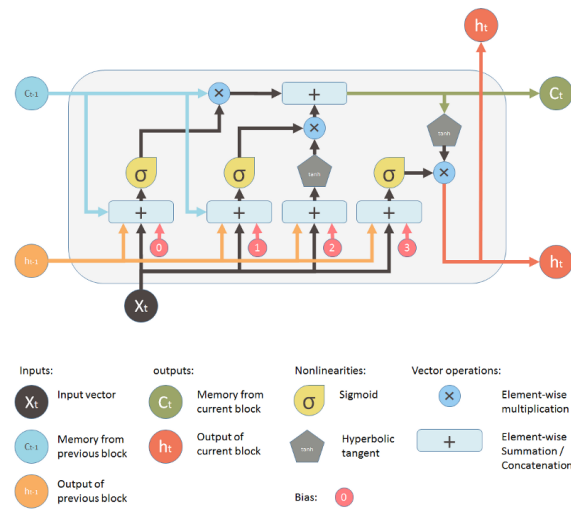 ht
Ct-1
×
+
Ct
tanh
×
σ
σ
tanh
σ
×
+
+
+
+
0
1
2
3
ht-1
ht
Xt
Inputs:
outputs:
Nonlinearities:
Vector operations:
Xt
Input vector
Ct
Memory from
current block
σ
Sigmoid
×
Element-wise
multiplication
Ct-1
Memory from
previous block
ht
Output of
current block
tanh
Hyperbolic
tangent
+
Element-wise
Summation /
Concatenation
ht-1
Output of
previous block
Bias:
0